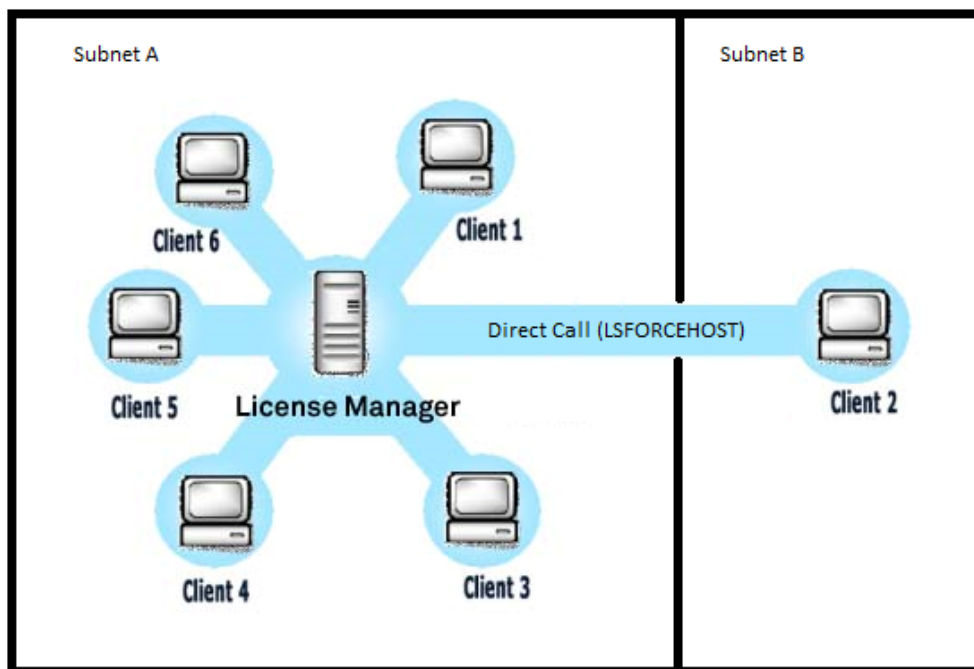 Subnet A
Subnet B
Client 6
Client 1
Direct Call (LSFORCEHOST)
Client 5
License Manager
Client 2
Client 4
Client 3